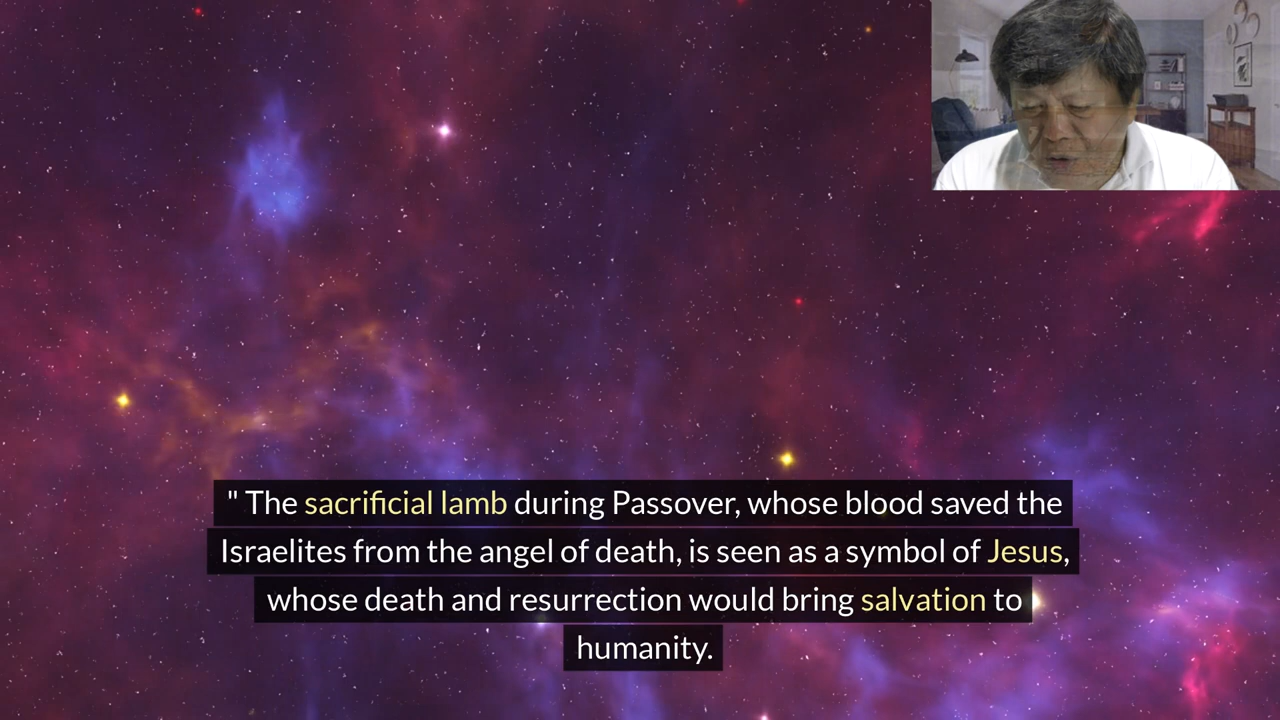 " The sacrificial lamb during Passover, whose blood saved the
Israelites from the angel of death, is seen as a symbol of Jesus,
whose death and resurrection would bring salvation to
humanity.